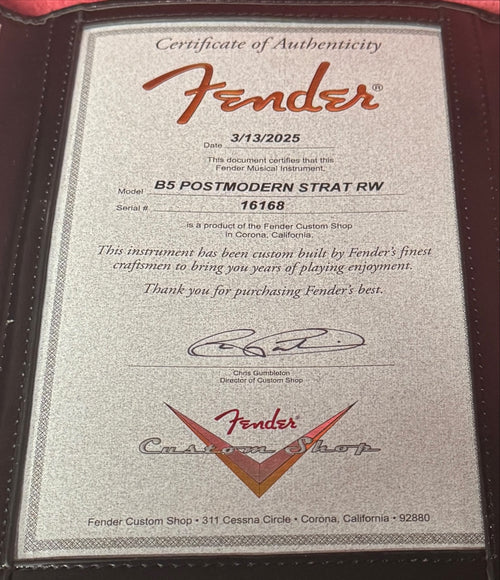 Certificate of Authenticity
Fender®
Date 3/13/2025
This document certifies that this
Fender Musical Instrument,
Model B5 POSTMODERN STRAT RW
Serial # 16168
is a product of the Fender Custom Shop
in Corona, California.
This instrument has been custom built by Fender's finest
craftsmen to bring you years of playing enjoyment.
Thank you for purchasing Fender's best.
Chris Gumbleton
Director of Custom Shop
Fender
Custom Shop
Fender Custom Shop • 311 Cessna Circle • Corona, California • 92880